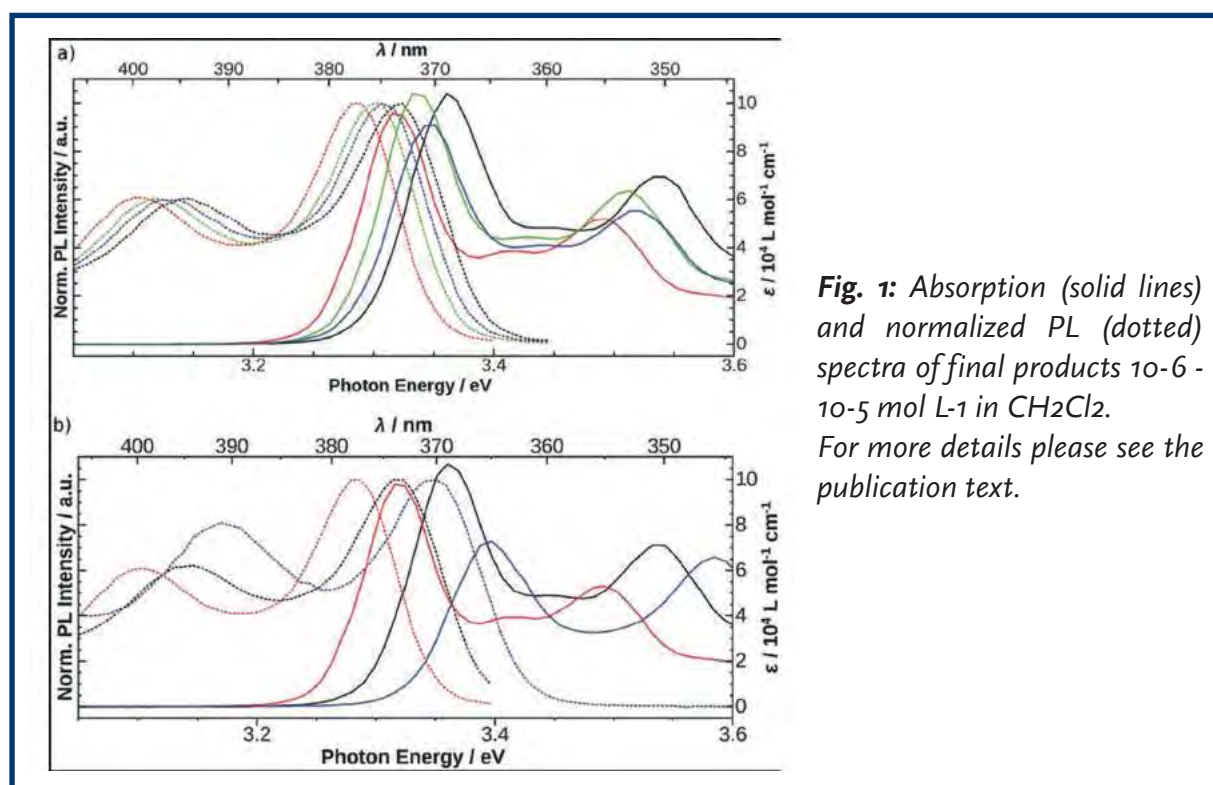 a)
λ / nm
400 390 380 370 360 350
Norm. PL Intensity / a.u.
10
8
6
4
2
0
ε / 10⁴ L mol⁻¹ cm⁻¹
3.2 3.4 3.6
Photon Energy / eV
b)
λ / nm
400 390 380 370 360 350
Norm. PL Intensity / a.u.
10
8
6
4
2
0
ε / 10⁴ L mol⁻¹ cm⁻¹
3.2 3.4 3.6
Photon Energy / eV
Fig. 1: Absorption (solid lines)
and normalized PL (dotted)
spectra of final products 10-6 -
10-5 mol L-1 in CH2Cl2.
For more details please see the
publication text.